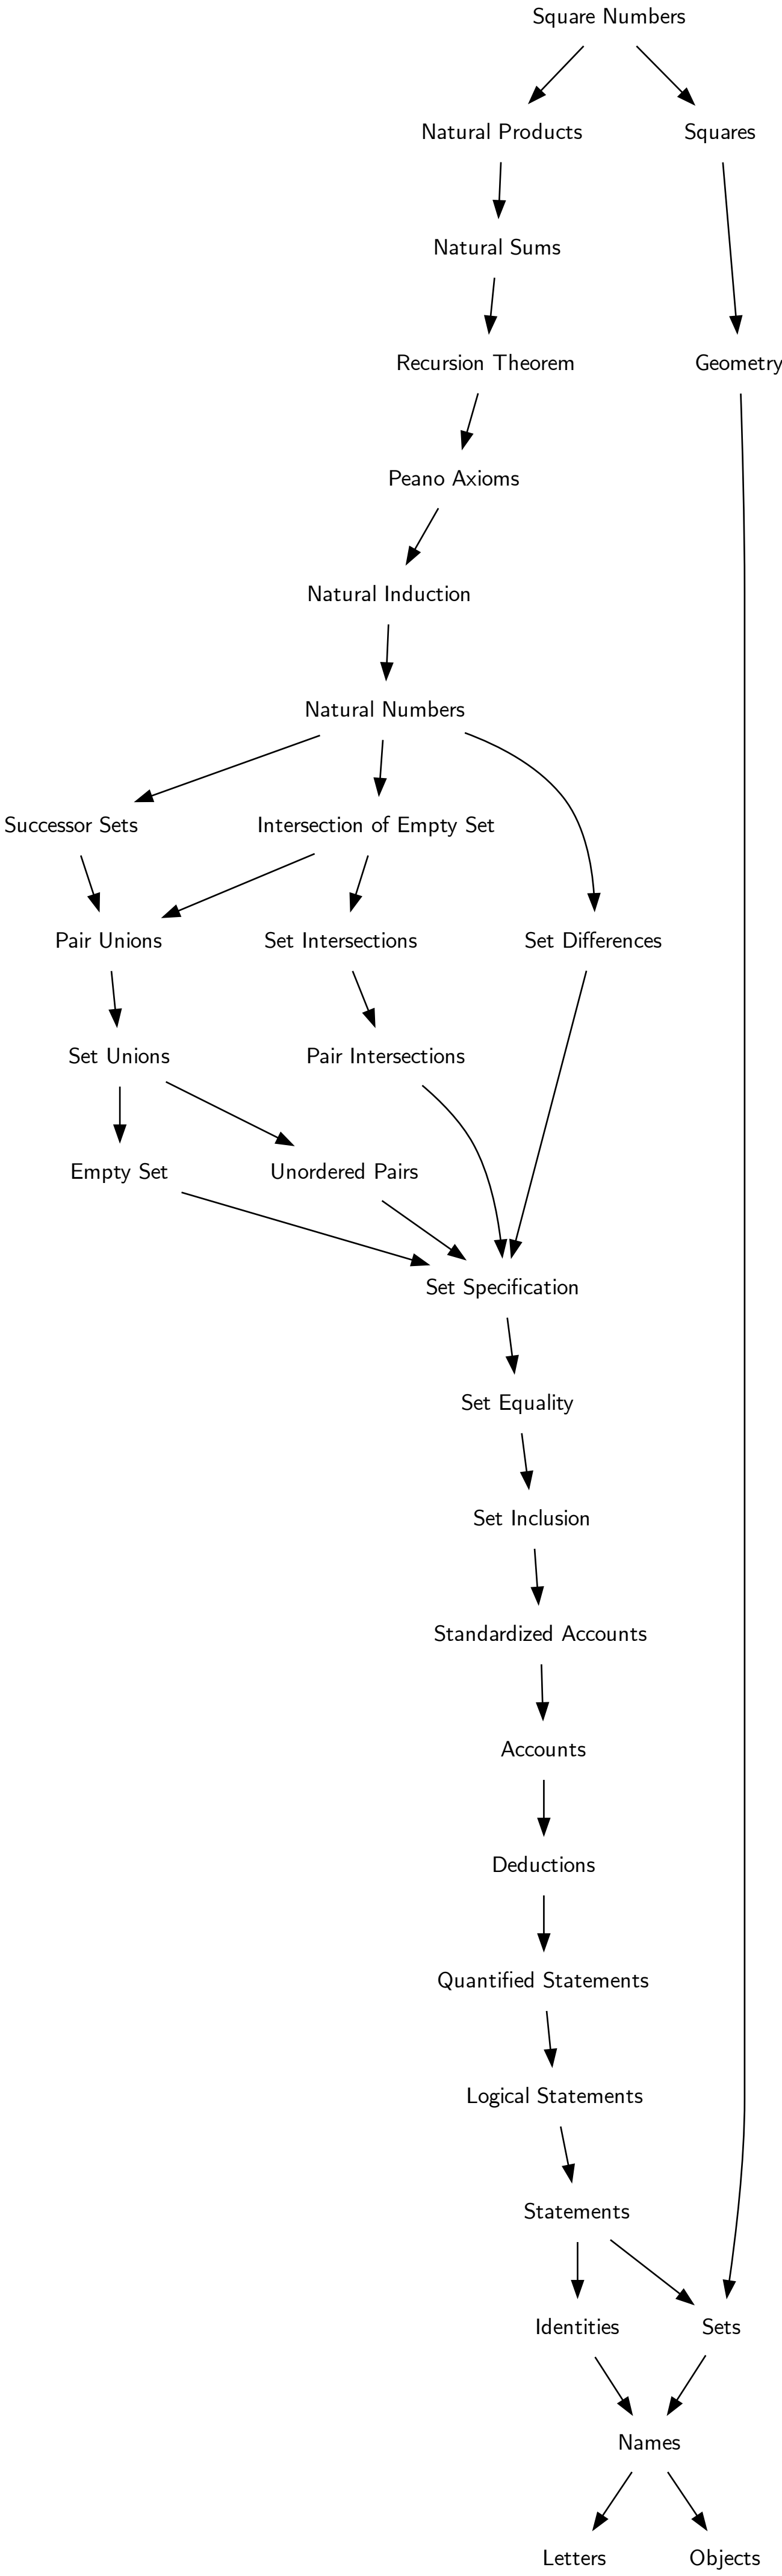 Square Numbers
Natural Products
Squares
Natural Sums
Recursion Theorem
Geometry
Peano Axioms
Natural Induction
Natural Numbers
Successor Sets
Intersection of Empty Set
Pair Unions
Set Intersections
Set Differences
Set Unions
Pair Intersections
Empty Set
Unordered Pairs
Set Specification
Set Equality
Set Inclusion
Standardized Accounts
Accounts
Deductions
Quantified Statements
Logical Statements
Statements
Identities
Sets
Names
Letters
Objects